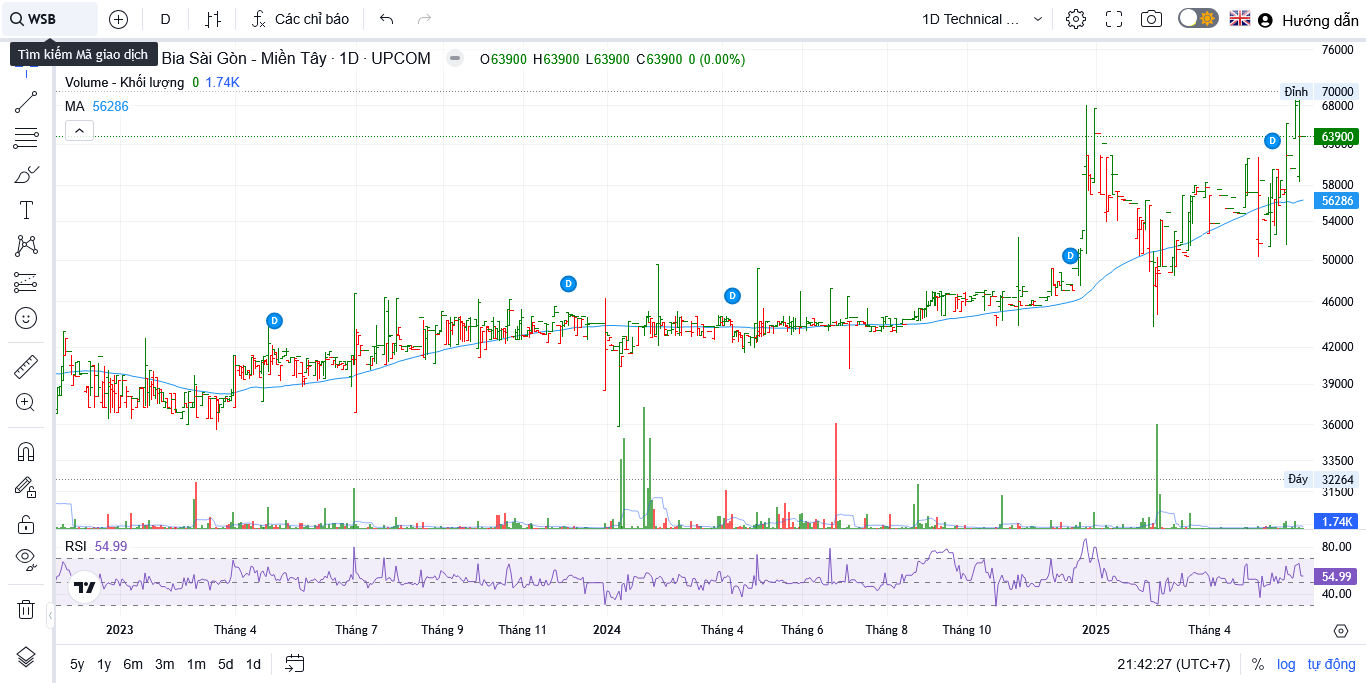 WSB
D
Các chỉ báo
1D Technical ...
Hướng dẫn
Tìm kiếm Mã giao dịch
Bia Sài Gòn - Miền Tây · 1D · UPCOM
O63900 H63900 L63900 C63900 0 (0.00%)
Volume - Khối lượng 0 1.74K
MA 56286
76000
Đỉnh 70000
68000
63900
58000
56286
54000
50000
46000
42000
39000
36000
33500
Đáy 32264
31500
1.74K
D
D
D
D
D
RSI 54.99
80.00
54.99
40.00
2023
Tháng 4
Tháng 7
Tháng 9
Tháng 11
2024
Tháng 4
Tháng 6
Tháng 8
Tháng 10
2025
Tháng 4
5y 1y 6m 3m 1m 5d 1d
21:42:27 (UTC+7)
% log tự động